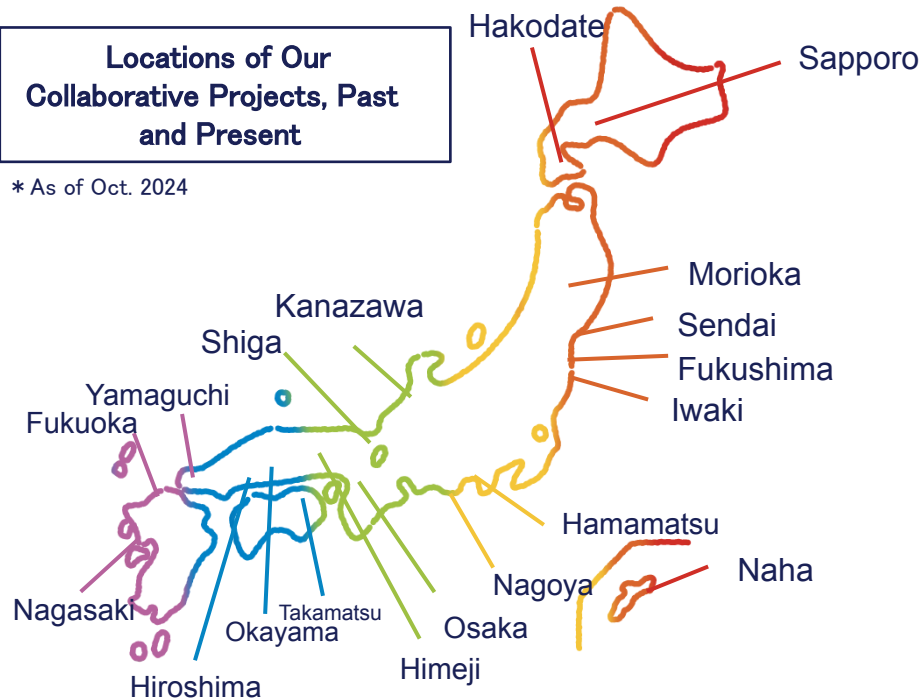 Locations of Our
Collaborative Projects, Past
and Present
* As of Oct. 2024
Hakodate
Sapporo
Morioka
Sendai
Fukushima
Iwaki
Kanazawa
Shiga
Yamaguchi
Fukuoka
Hamamatsu
Nagoya
Naha
Nagasaki
Takamatsu
Okayama
Osaka
Himeji
Hiroshima